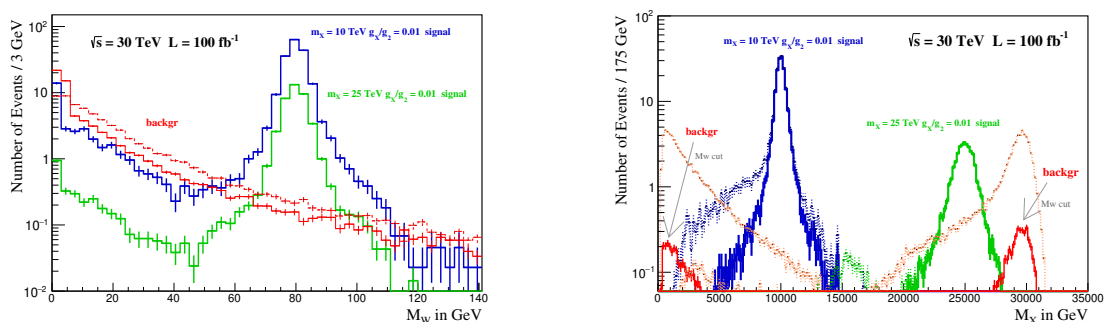 Number of Events / 3 GeV
10²
10
1
10⁻¹
10⁻²
√s = 30 TeV L = 100 fb⁻¹
m_X = 10 TeV g_X/g_2 = 0.01 signal
m_X = 25 TeV g_X/g_2 = 0.01 signal
backgr
0 20 40 60 80 100 120 140
M_W in GeV
Number of Events / 175 GeV
10²
10
1
10⁻¹
m_X = 10 TeV g_X/g_2 = 0.01 signal
√s = 30 TeV L = 100 fb⁻¹
m_X = 25 TeV g_X/g_2 = 0.01 signal
backgr
Mw cut
backgr
Mw cut
0 5000 10000 15000 20000 25000 30000 35000
M_X in GeV